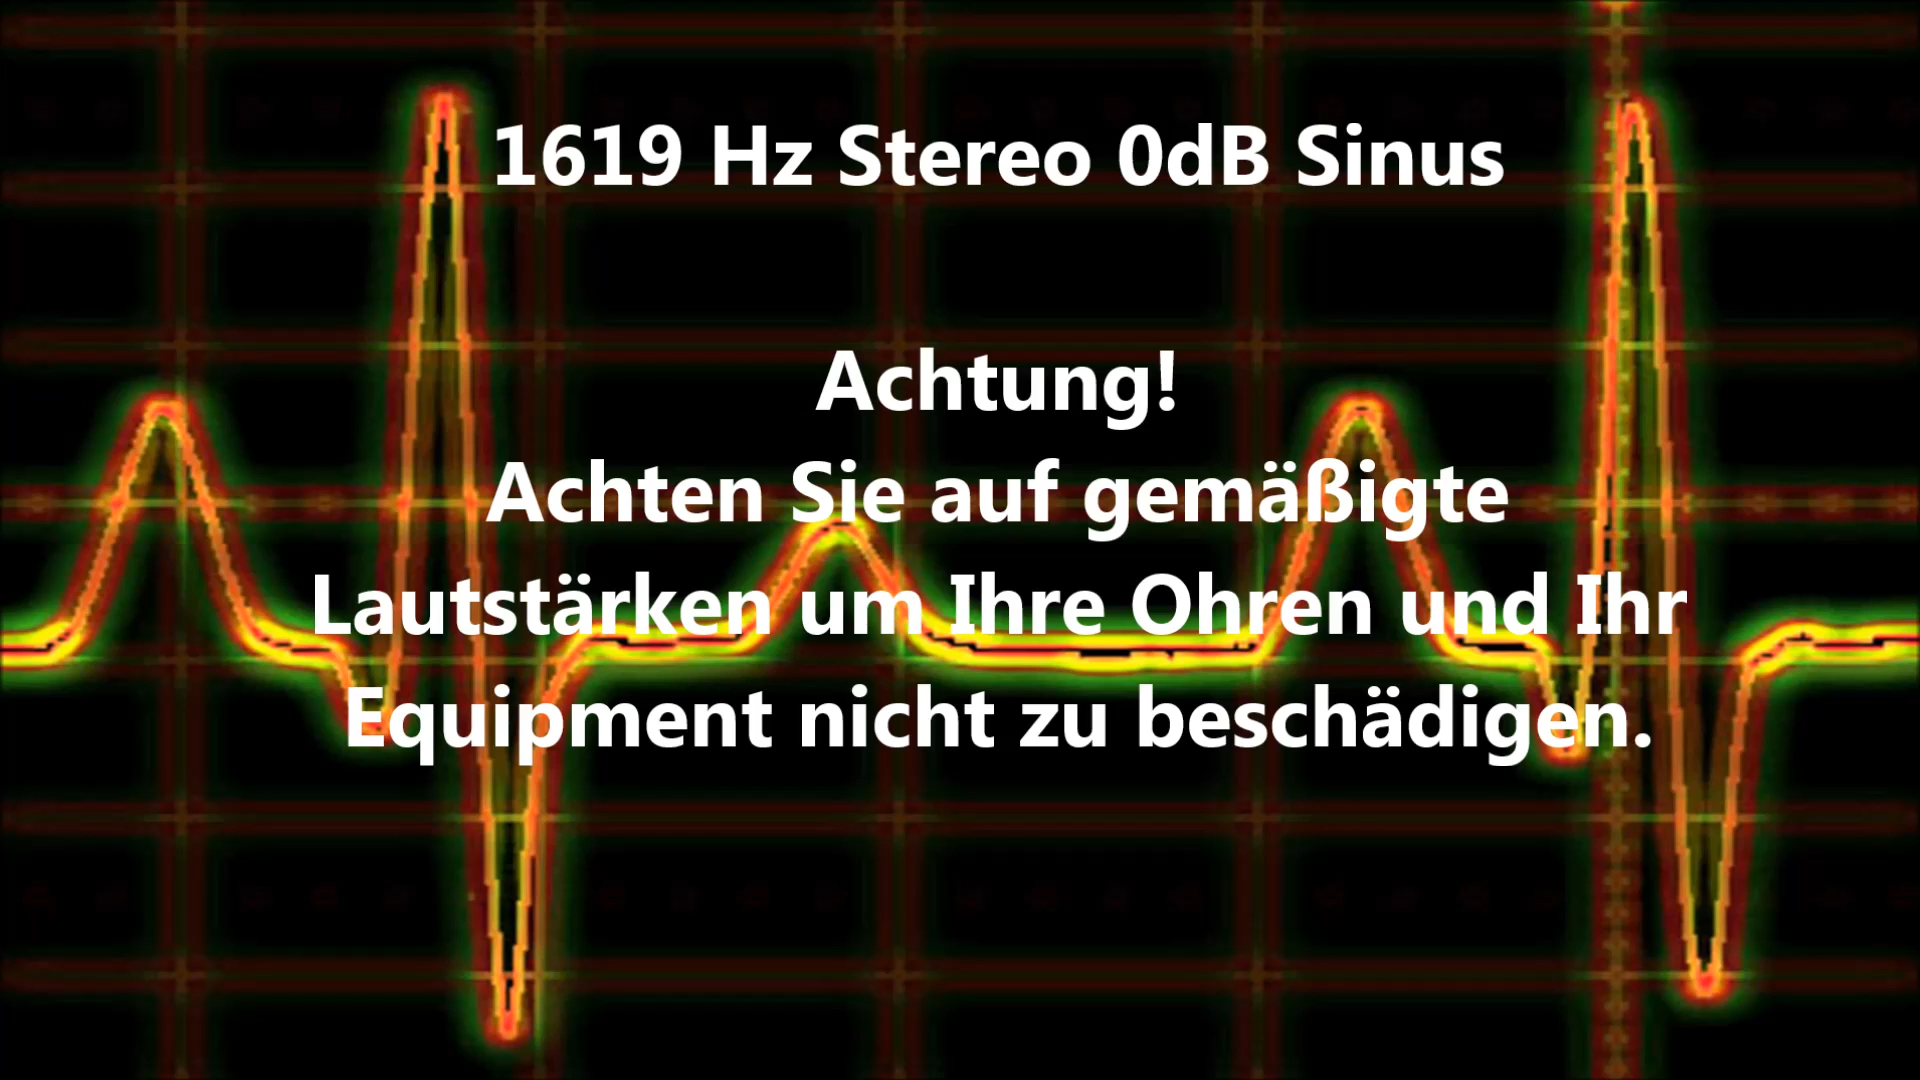 1619 Hz Stereo 0dB Sinus
Achtung!
Achten Sie auf gemäßigte
Lautstärken um Ihre Ohren und Ihr
Equipment nicht zu beschädigen.